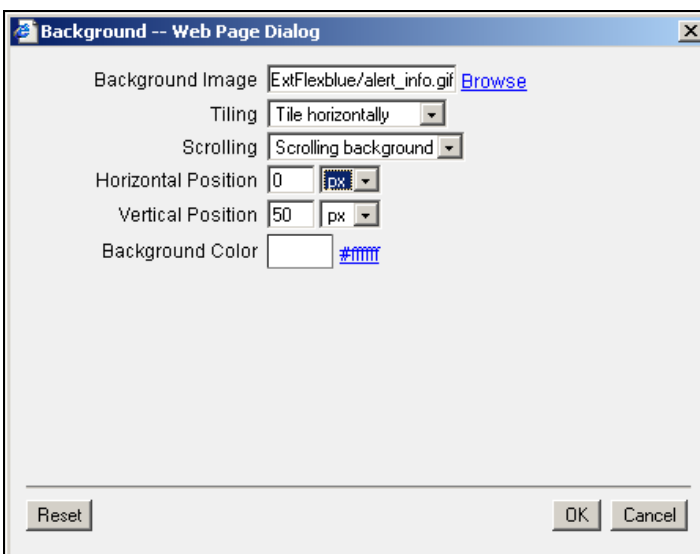 Background -- Web Page Dialog
Background Image ExtFlexblue/alert_info.gif Browse
Tiling Tile horizontally
Scrolling Scrolling background
Horizontal Position 0 px
Vertical Position 50 px
Background Color #ffffff
Reset OK Cancel